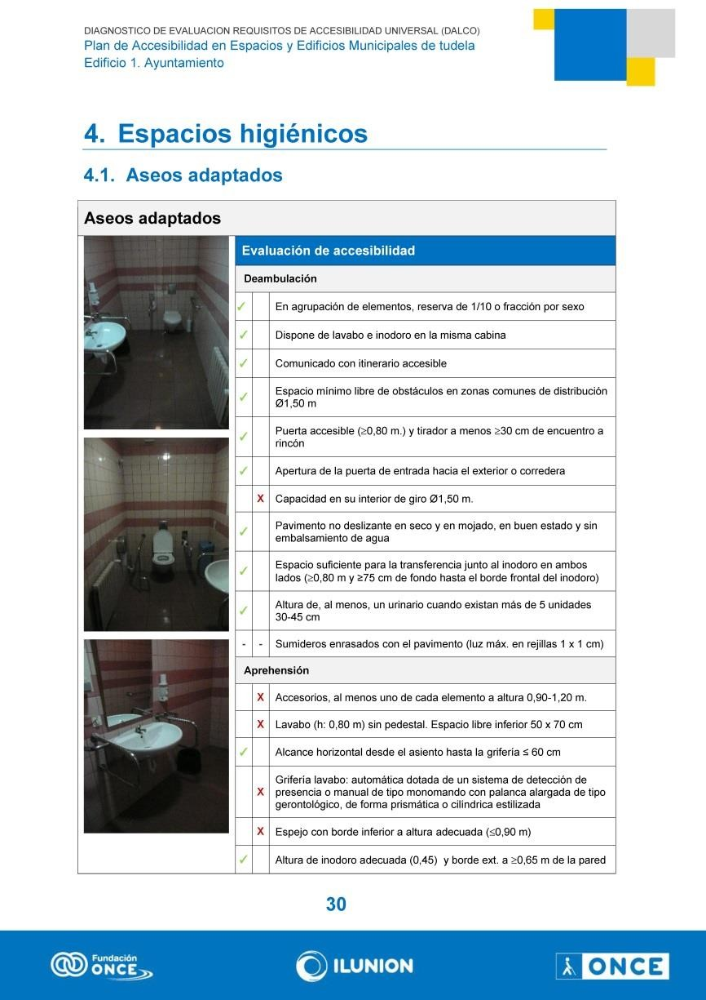 DIAGNOSTICO DE EVALUACION REQUISITOS DE ACCESIBILIDAD UNIVERSAL (DALCO)
Plan de Accesibilidad en Espacios y Edificios Municipales de tudela
Edificio 1. Ayuntamiento
4. Espacios higiénicos
4.1. Aseos adaptados
Aseos adaptados
Evaluación de accesibilidad
Deambulación
✓ En agrupación de elementos, reserva de 1/10 o fracción por sexo
✓ Dispone de lavabo e inodoro en la misma cabina
✓ Comunicado con itinerario accesible
✓ Espacio mínimo libre de obstáculos en zonas comunes de distribución
Ø1,50 m
✓ Puerta accesible (≥0,80 m.) y tirador a menos ≥30 cm de encuentro a
rincón
✓ Apertura de la puerta de entrada hacia el exterior o corredera
X Capacidad en su interior de giro Ø1,50 m.
✓ Pavimento no deslizante en seco y en mojado, en buen estado y sin
embalsamiento de agua
✓ Espacio suficiente para la transferencia junto al inodoro en ambos
lados (≥0,80 m y ≥75 cm de fondo hasta el borde frontal del inodoro)
✓ Altura de, al menos, un urinario cuando existan más de 5 unidades
30-45 cm
- - Sumideros enrasados con el pavimento (luz máx. en rejillas 1 x 1 cm)
Aprehensión
X Accesorios, al menos uno de cada elemento a altura 0,90-1,20 m.
X Lavabo (h: 0,80 m) sin pedestal. Espacio libre inferior 50 x 70 cm
✓ Alcance horizontal desde el asiento hasta la grifería ≤ 60 cm
X Grifería lavabo: automática dotada de un sistema de detección de
presencia o manual de tipo monomando con palanca alargada de tipo
gerontológico, de forma prismática o cilíndrica estilizada
X Espejo con borde inferior a altura adecuada (≤0,90 m)
✓ Altura de inodoro adecuada (0,45) y borde ext. a ≥0,65 m de la pared
30
Fundación
ONCE
ILUNION
ONCE